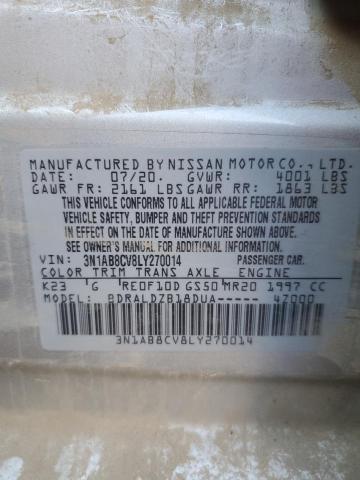 MANUFACTURED BY NISSAN MOTOR CO., LTD.
DATE: 07/20. GVWR: 4001 LBS
GAWR FR: 2161 LBS GAWR RR: 1863 LBS
THIS VEHICLE CONFORMS TO ALL
APPLICABLE FEDERAL MOTOR
VEHICLE SAFETY, BUMPER AND THEFT PREVENTION STANDARDS
IN EFFECT ON THE DATE OF MANUFACTURE SHOWN ABOVE.
SEE OWNER'S MANUAL FOR ADDITIONAL INFORMATION.
VIN: 3N1AB8CV8LY270014 PASSENGER CAR.
COLOR TRIM TRANS AXLE ENGINE
K23 G RE0F10D GS50 MR20 1997 CC
MODEL: BDRALDZB18DUA----- 47000
3N1AB8CV8LY270014